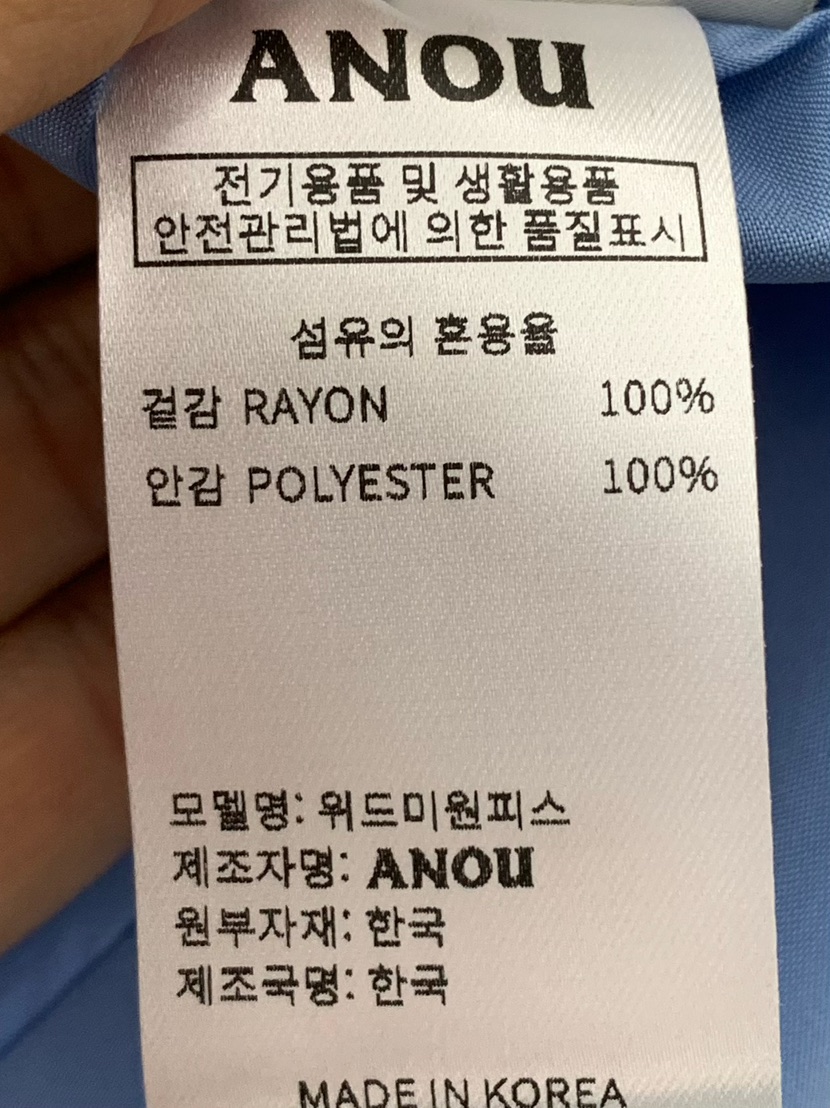 ANOU
전기용품 및 생활용품
안전관리법에 의한 품질표시
섬유의 혼용율
겉감 RAYON 100%
안감 POLYESTER 100%
모델명: 위드미원피스
제조자명: ANOU
원부자재: 한국
제조국명: 한국
MADE IN KOREA